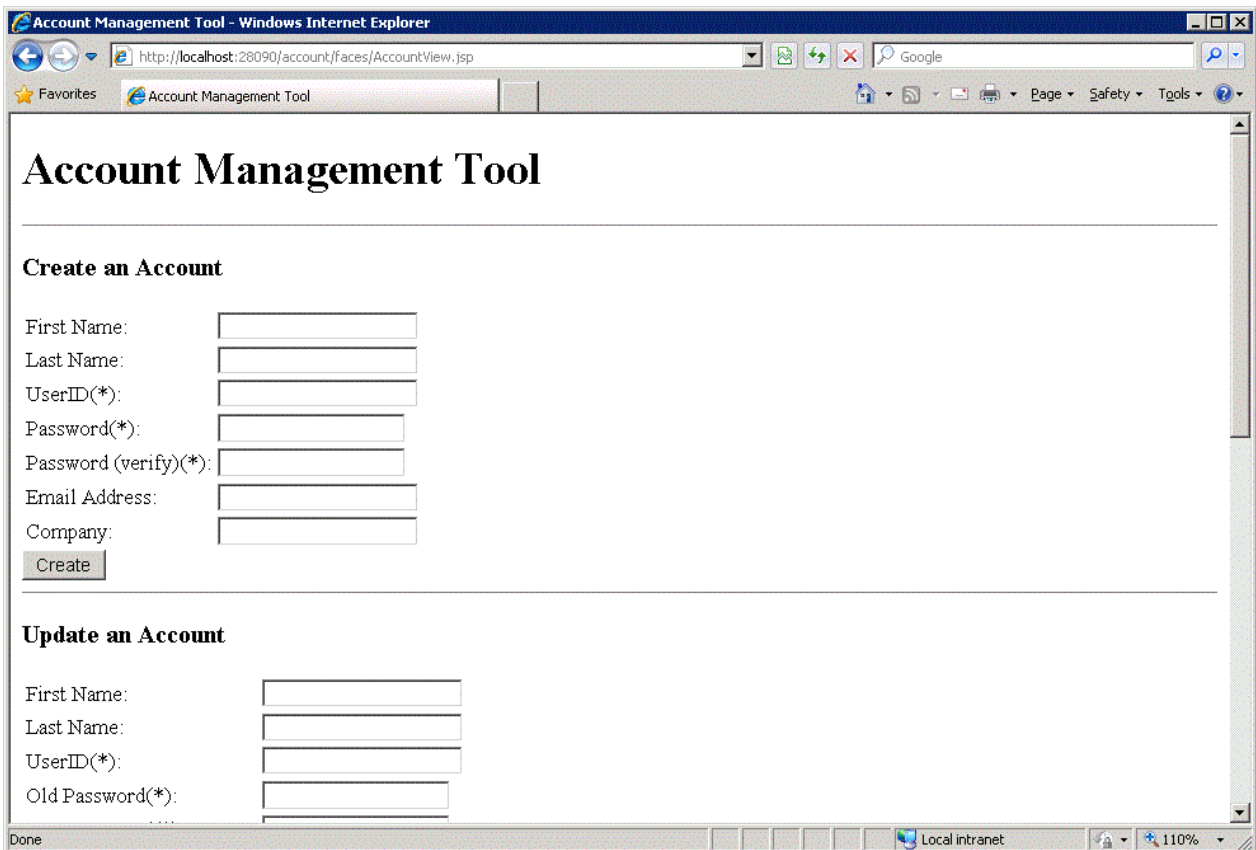 Account Management Tool - Windows Internet Explorer
http://localhost:28090/account/faces/AccountView.jsp
Google
Favorites
Account Management Tool
Page
Safety
Tools
Account Management Tool
Create an Account
First Name:
Last Name:
UserID(*):
Password(*):
Password (verify)(*):
Email Address:
Company:
Create
Update an Account
First Name:
Last Name:
UserID(*):
Old Password(*):
Done
Local intranet
110%